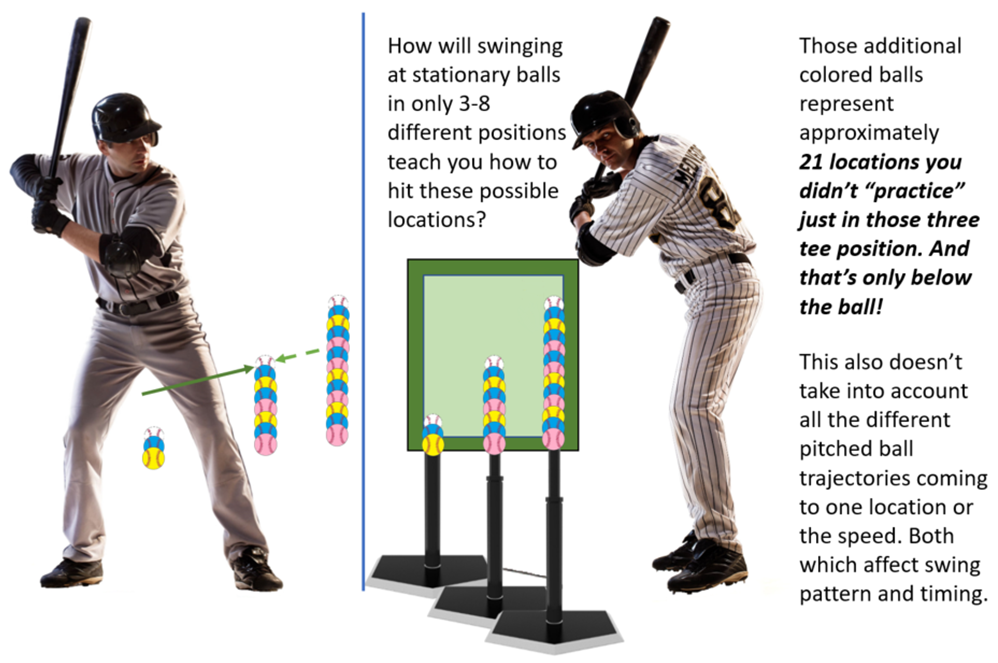 How will swinging
at stationary balls
in only 3-8
different positions
teach you how to
hit these possible
locations?
Those additional
colored balls
represent
approximately
21 locations you
didn’t “practice”
just in those three
tee position. And
that’s only below
the ball!
This also doesn’t
take into account
all the different
pitched ball
trajectories coming
to one location or
the speed. Both
which affect swing
pattern and timing.